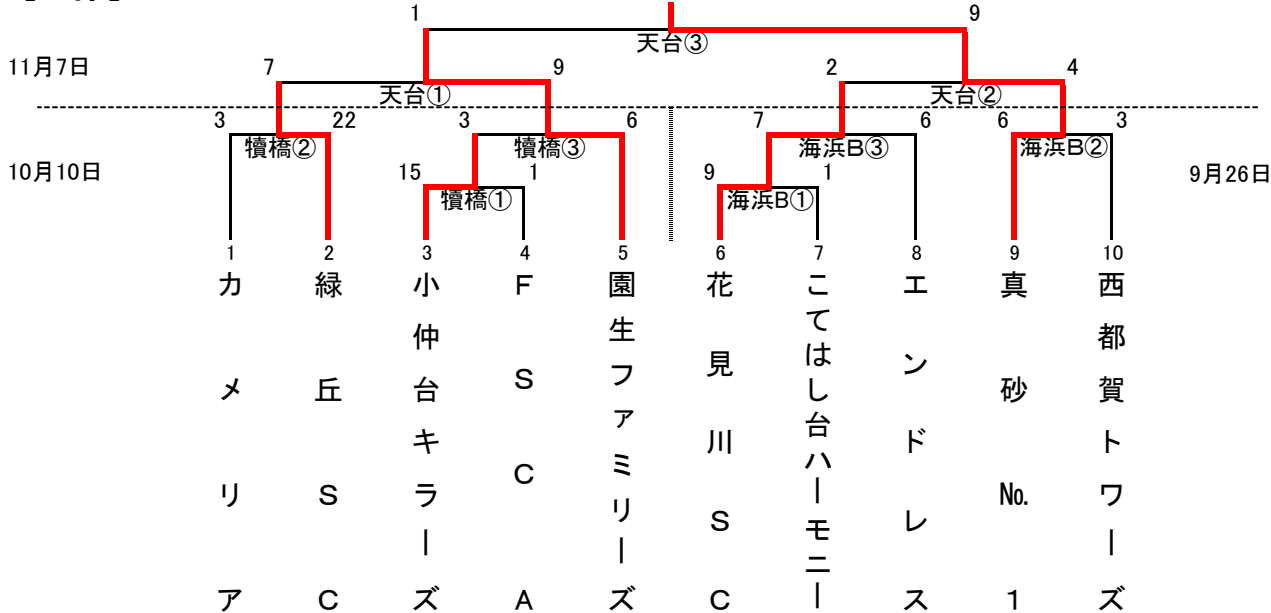 1 9
天台③
11月7日 7 9 2 4
天台① 天台②
3 22 3 6 7 6 6 3
犢橋② 犢橋③ 海浜B③ 海浜B②
10月10日 15 1 9 1 9月26日
犢橋① 海浜B①
1 2 3 4 5 6 7 8 9 10
カメリア
緑丘SC
小仲台キラーズ
FSCA
園生ファミリーズ
花見川SC
こてはし台ハーモニー
エンドレス
真砂№1
西都賀トワーズ